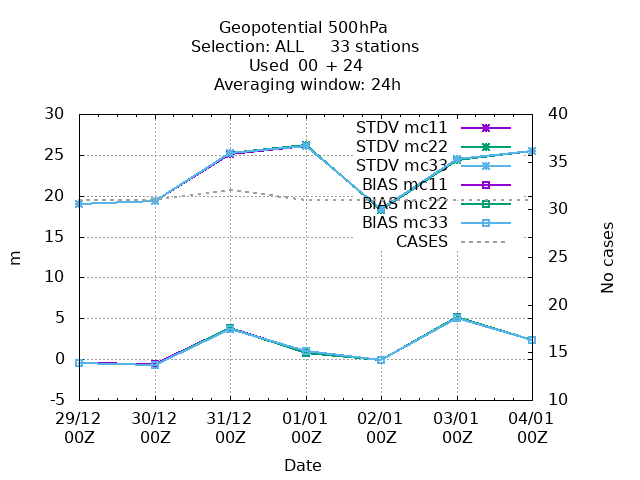 Geopotential 500hPa
Selection: ALL     33 stations
Used  00 + 24
Averaging window: 24h
30 40
STDV mc11
STDV mc22
25 35
STDV mc33
BIAS mc11
20 30
BIAS mc22
BIAS mc33
15 25
CASES
m
No cases
10 20
5 15
0
-5 10
29/12 30/12 31/12 01/01 02/01 03/01 04/01
00Z 00Z 00Z 00Z 00Z 00Z 00Z
Date